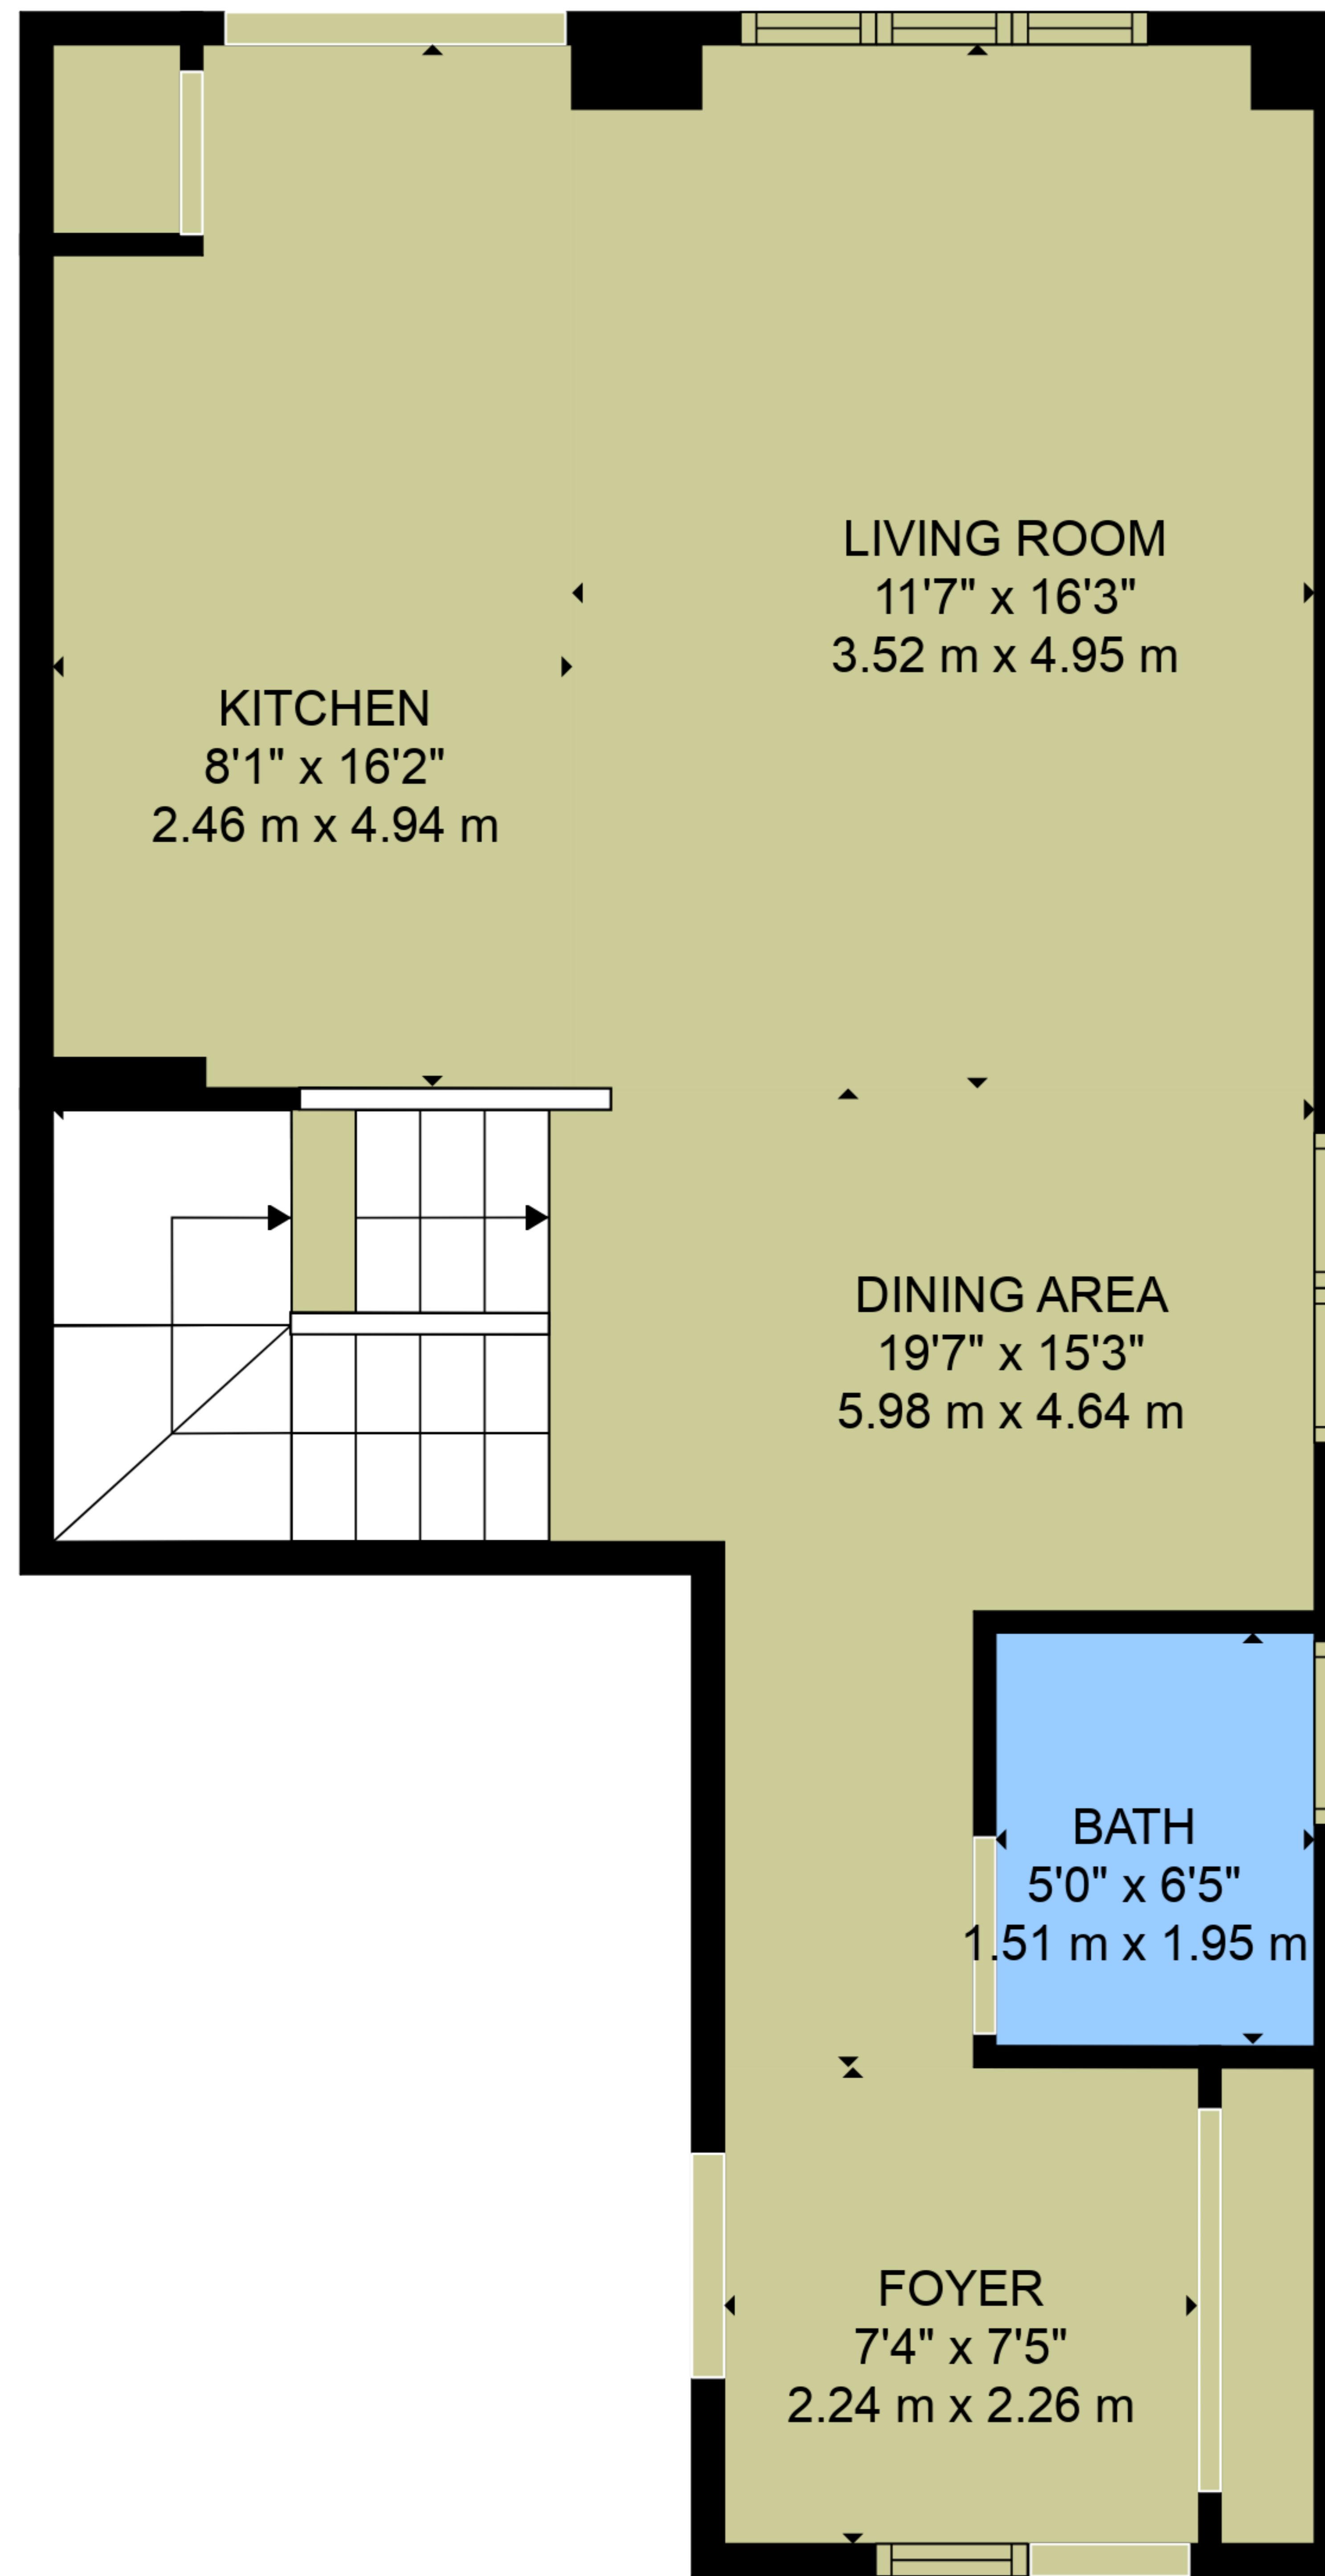 LIVING ROOM
11'7" x 16'3"
3.52 m x 4.95 m
KITCHEN
8'1" x 16'2"
2.46 m x 4.94 m
DINING AREA
19'7" x 15'3"
5.98 m x 4.64 m
BATH
5'0" x 6'5"
1.51 m x 1.95 m
FOYER
7'4" x 7'5"
2.24 m x 2.26 m